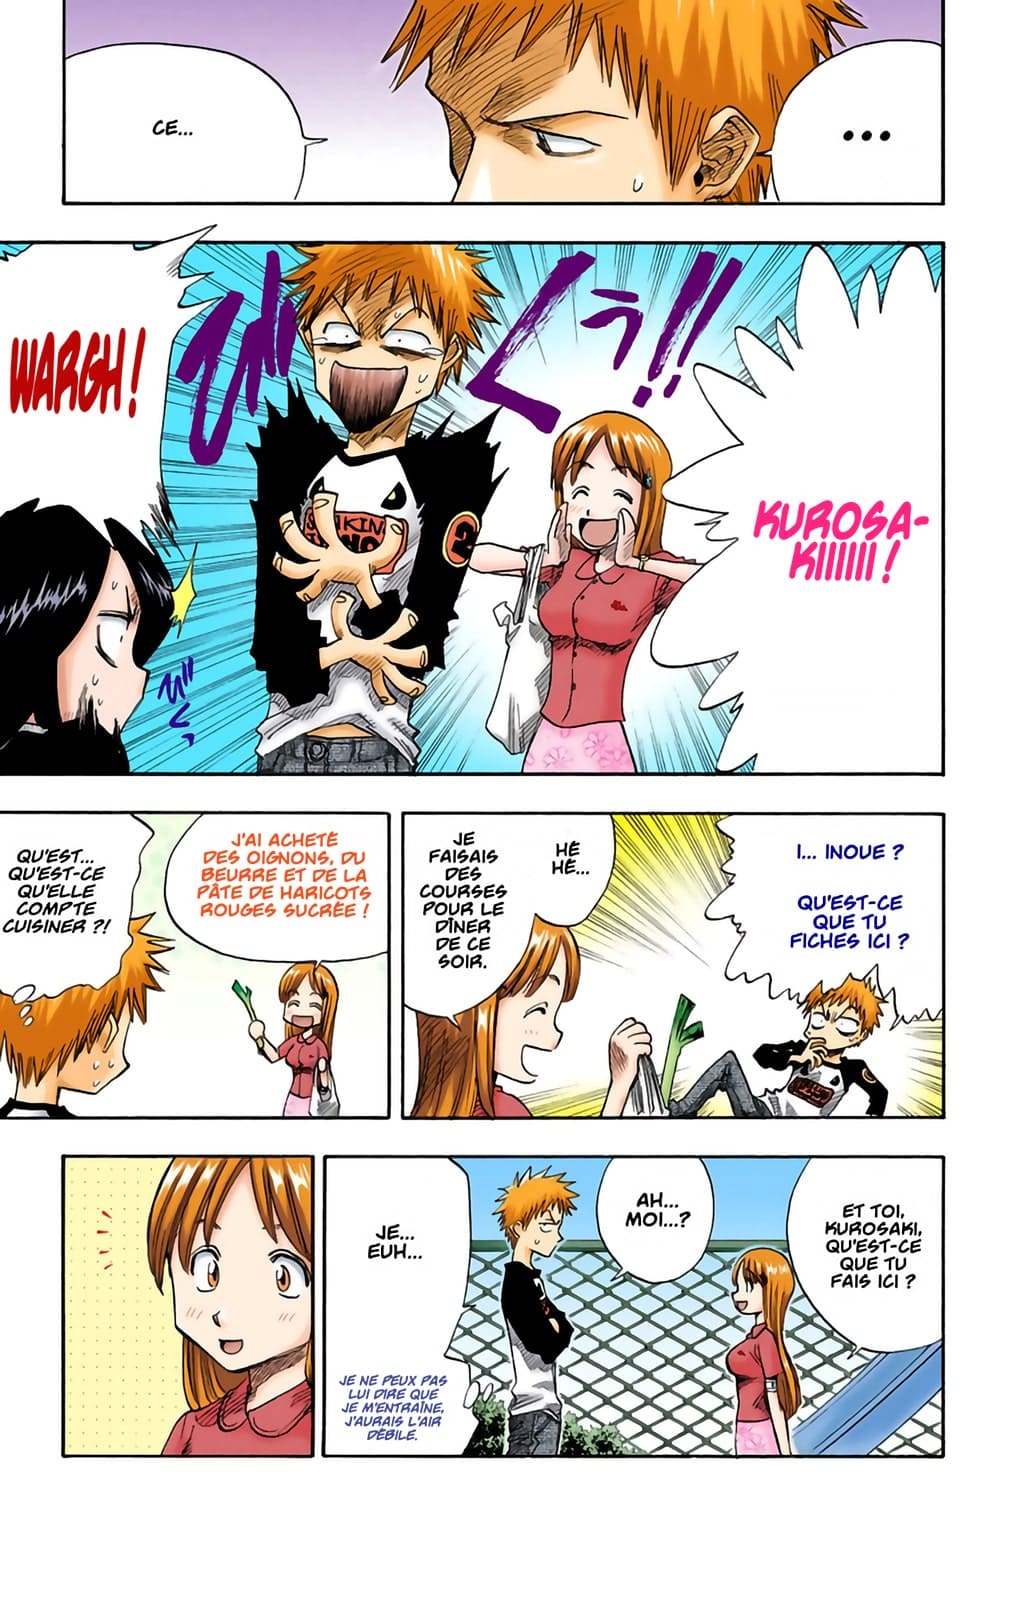 ...
CE...
KUROSA-
KIIIIII !
びくぅ!!
WARGH !
びくっ
I... INOUE ?
QU'EST-CE
QUE TU
FICHES ICI ?
HÉ
HÉ...
JE
FAISAIS
DES
COURSES
POUR LE
DÎNER
DE CE
SOIR.
J'AI ACHETÉ
DES OIGNONS, DU
BEURRE ET DE LA
PÂTE DE HARICOTS
ROUGES SUCRÉE !
QU'EST...
QU'EST-CE
QU'ELLE
COMPTE
CUISINER ?!
ET TOI,
KUROSAKI,
QU'EST-CE
QUE TU
FAIS ICI ?
AH...
MOI...?
JE...
EUH...
JE NE PEUX PAS
LUI DIRE QUE
JE M'ENTRAÎNE,
J'AURAIS L'AIR
DÉBILE.